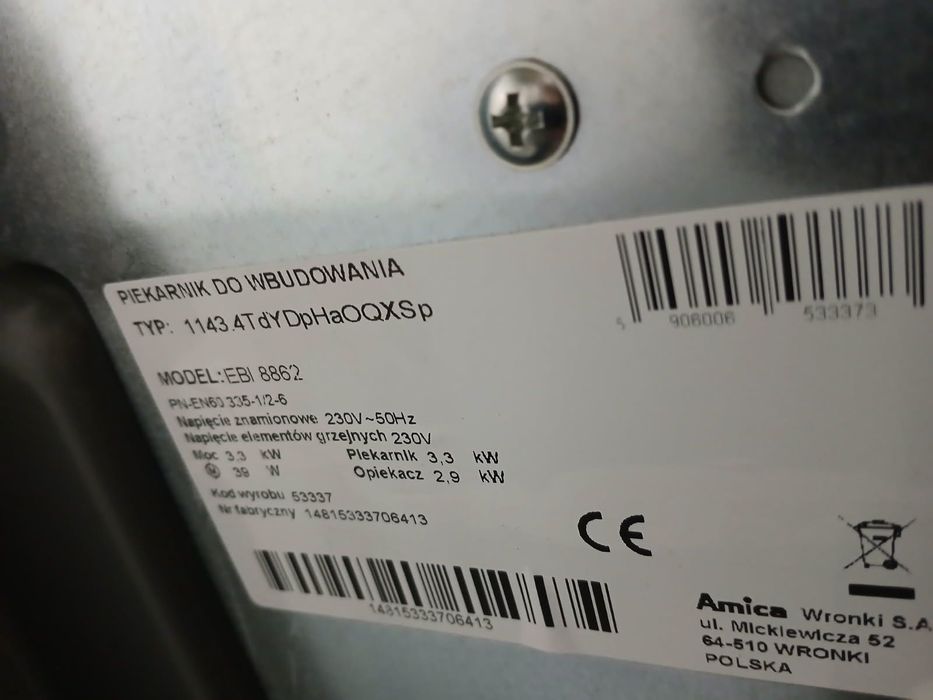 PIEKARNIK DO WBUDOWANIA
TYP: 1143.4TdYDpHaOQXSp
5 906006 533373
MODEL: EBI 8862
PN-EN60 335-1/2-6
Napięcie znamionowe 230V~50Hz
Napięcie elementów grzejnych 230V
Moc 3,3 kW Piekarnik 3,3 kW
M 39 W Opiekacz 2,9 kW
Kod wyrobu 53337
Nr fabryczny 14815333706413
CE
14815333706413
Amica Wronki S.A.
ul. Mickiewicza 52
64-510 WRONKI
POLSKA